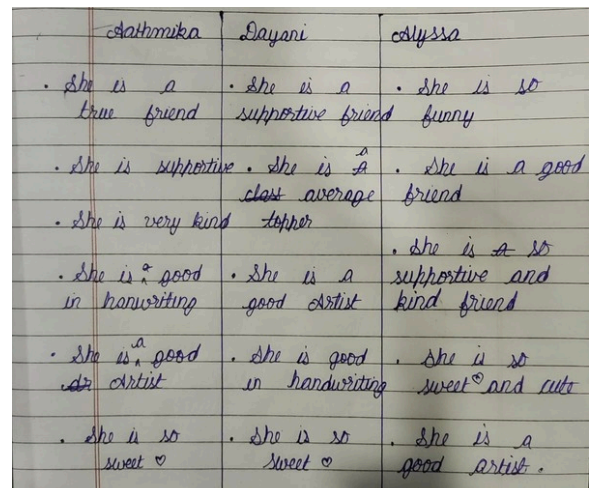 Aathmika
• She is a
true friend
• She is supportive
• She is very kind
• She is a good
in hanwriting
• She is a good
Artist
• She is so
sweet ♡
Dayani
• She is a
supportive friend
• She is a
class average
topper
• She is a
good Artist
• She is good
in handwriting
• She is so
sweet ♡
Alyssa
• She is so
funny
• She is a good
friend
• She is so
supportive and
kind friend
• She is so
sweet ♡ and cute
• She is a
good artist.